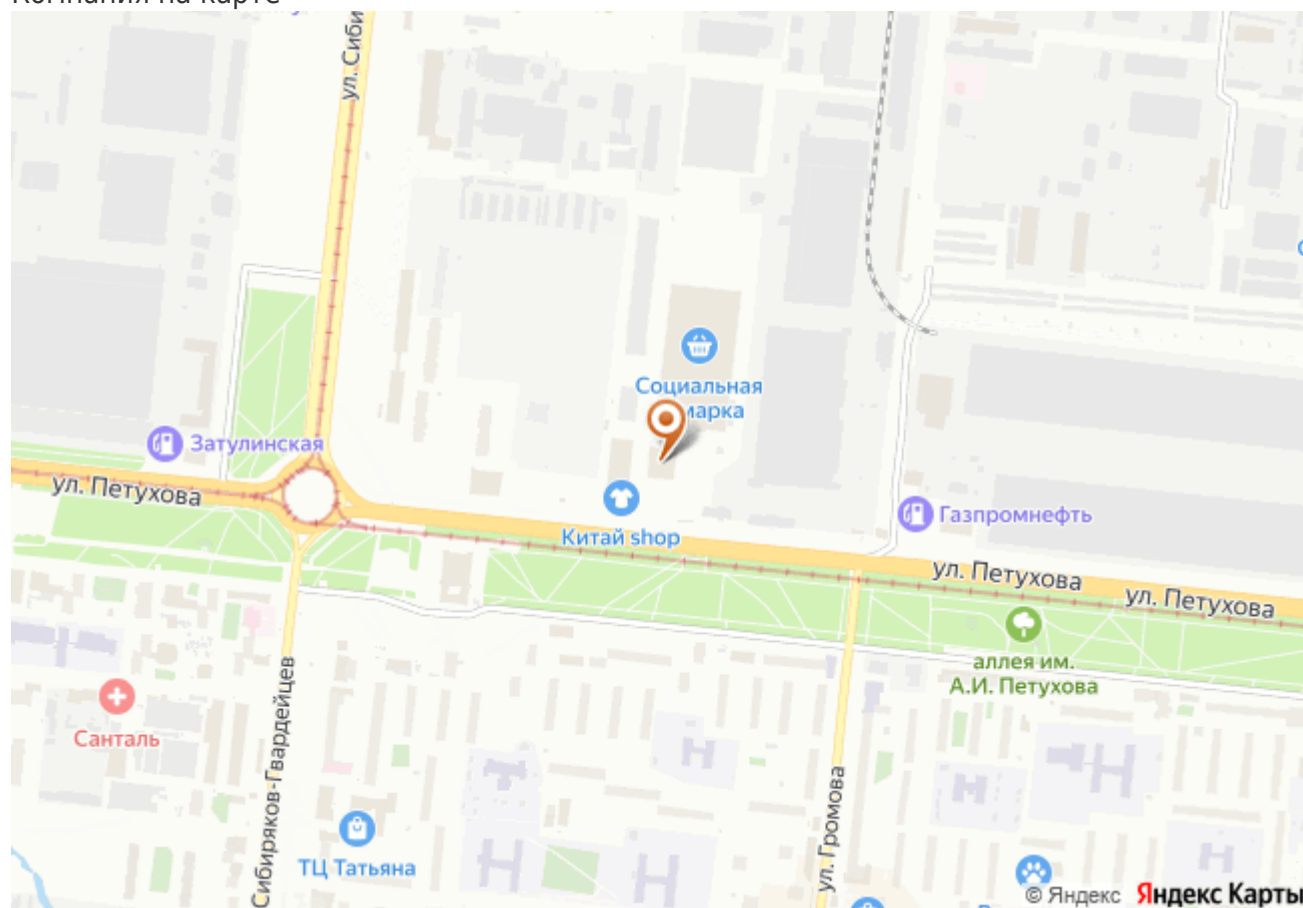 ул. Сиби
Социальная
марка
Затулинская
ул. Петухова
Китай shop
Газпромнефть
ул. Петухова
ул. Петухова
аллея им.
А.И. Петухова
Сибиряков-Гвардейцев
Санталь
ул. Громова
ТЦ Татьяна
© Яндекс Яндекс Карты